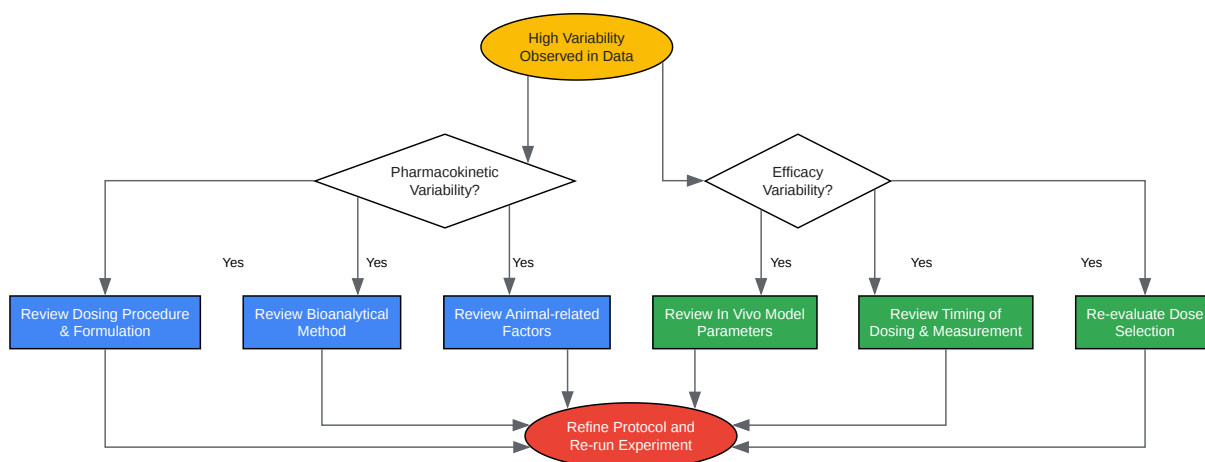 High Variability
Observed in Data
Pharmacokinetic
Variability?
Efficacy
Variability?
Yes
Yes
Yes
Yes
Yes
Yes
Review Dosing Procedure
& Formulation
Review Bioanalytical
Method
Review Animal-related
Factors
Review In Vivo Model
Parameters
Review Timing of
Dosing & Measurement
Re-evaluate Dose
Selection
Refine Protocol and
Re-run Experiment